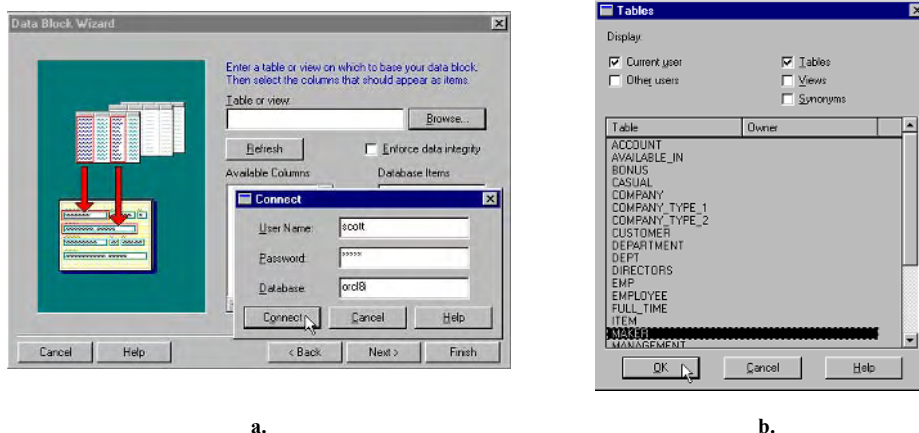 Data Block Wizard
Enter a table or view on which to base your data block.
Then select the columns that should appear as items.
Table or view:
Browse...
Refresh
Enforce data integrity
Available Columns
Database Items
Connect
User Name:
scott
Password:
*****
Database:
orcl8i
Connect
Cancel
Help
Cancel
Help
< Back
Next >
Finish
a.
Tables
Display:
Current user
Tables
Other users
Views
Synonyms
Table
Owner
ACCOUNT
AVAILABLE_IN
BONUS
CASUAL
COMPANY
COMPANY_TYPE_1
COMPANY_TYPE_2
CUSTOMER
DEPARTMENT
DEPT
DIRECTORS
EMP
EMPLOYEE
FULL_TIME
ITEM
MAKER
MANAGEMENT
OK
Cancel
Help
b.